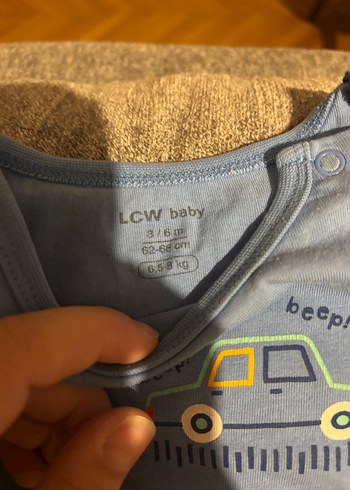 LCW baby
3 / 6 m
62-68 cm
6,5-8 kg
beep!